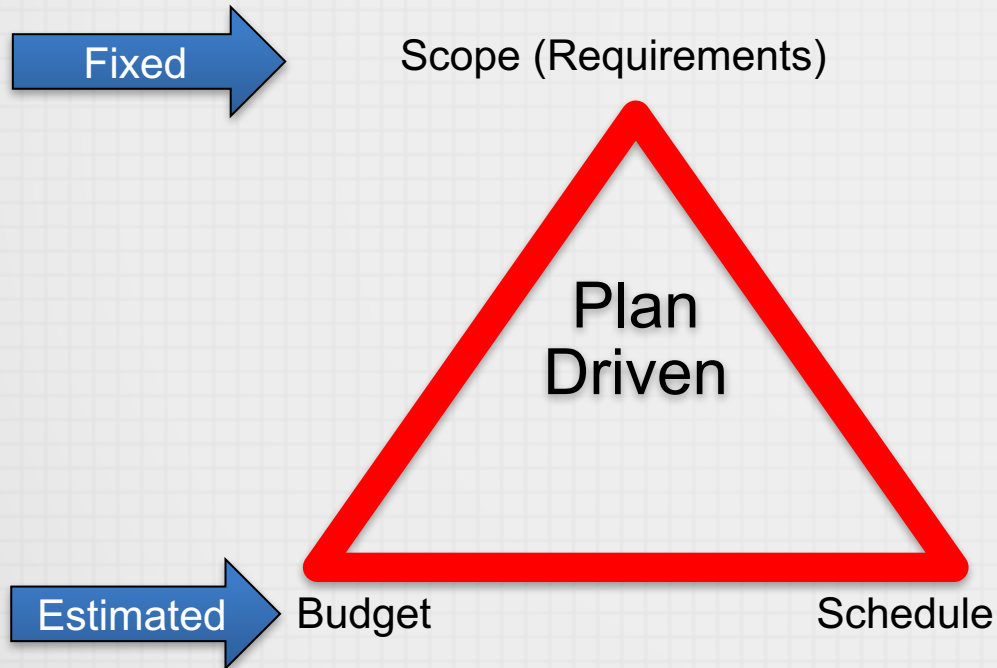 Fixed
Scope (Requirements)
Plan
Driven
Estimated
Budget
Schedule